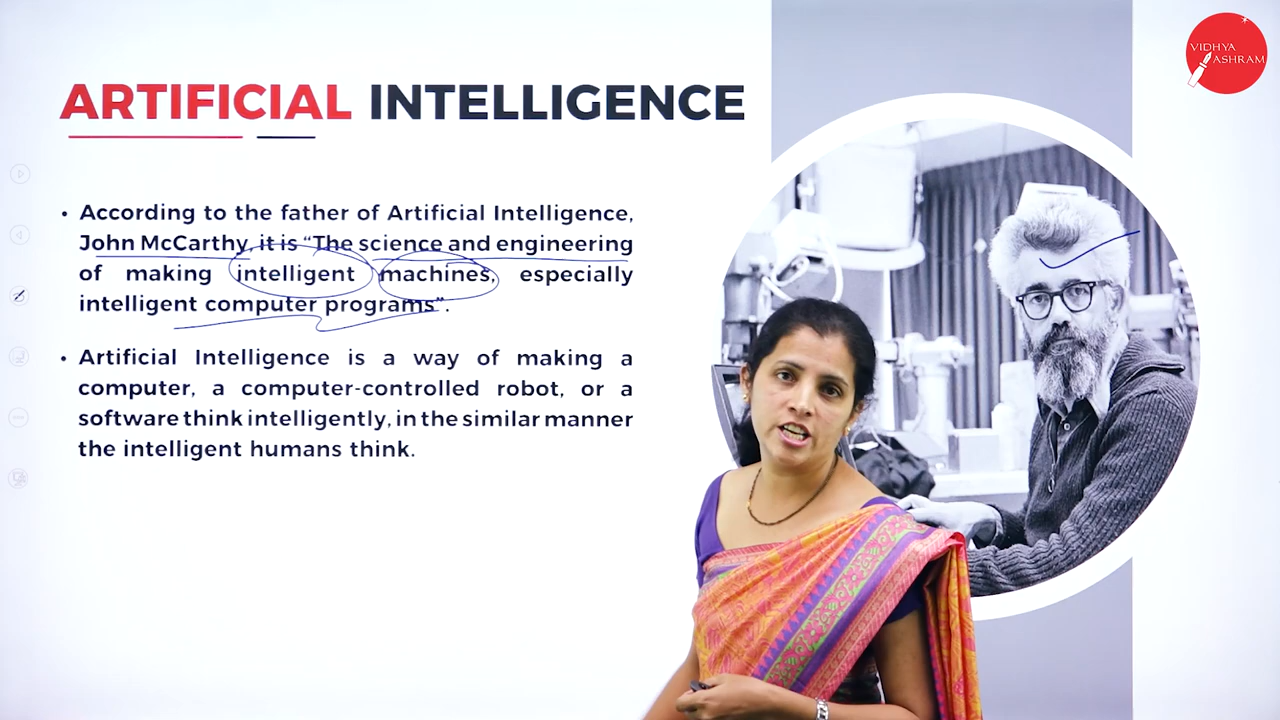 VIDHYA
ASHRAM
ARTIFICIAL INTELLIGENCE
• According to the father of Artificial Intelligence,
John McCarthy, it is “The science and engineering
of making intelligent machines, especially
intelligent computer programs”.
• Artificial Intelligence is a way of making a
computer, a computer-controlled robot, or a
software think intelligently, in the similar manner
the intelligent humans think.